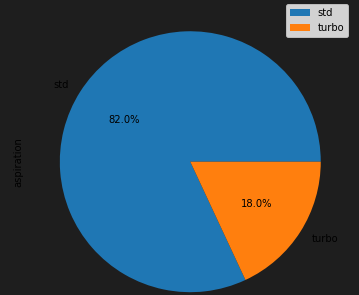 std
turbo
std
82.0%
aspiration
18.0%
turbo